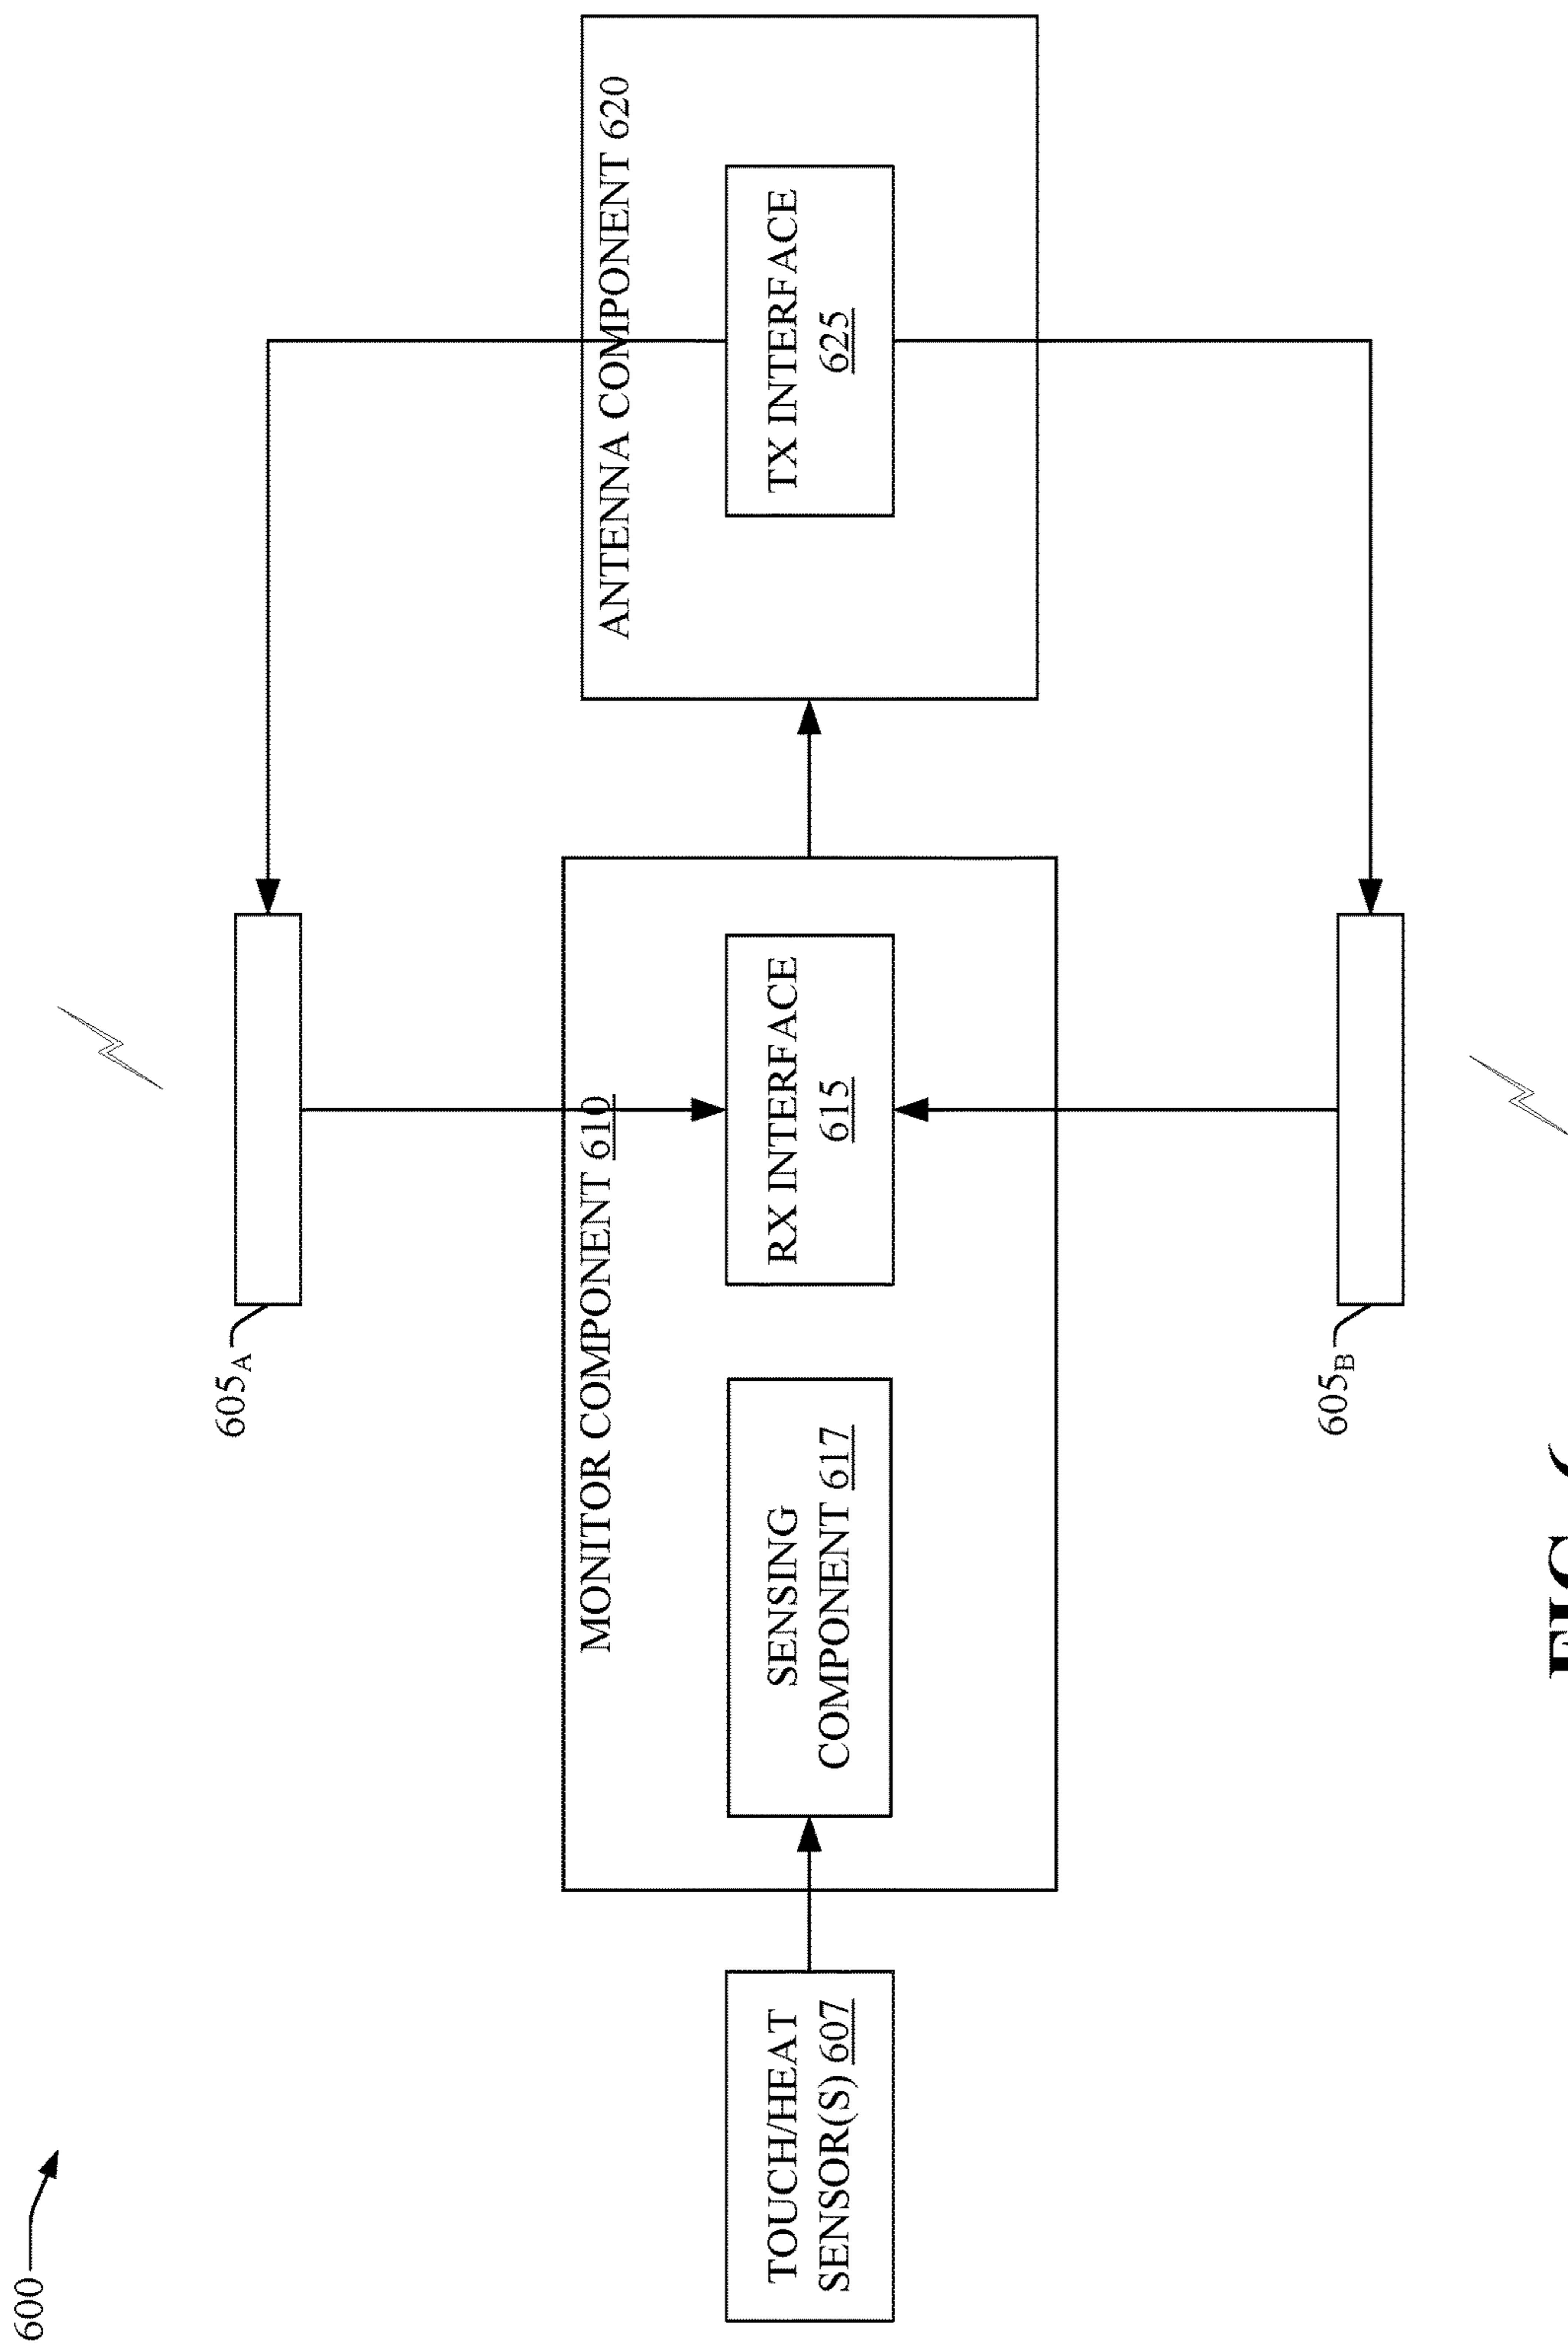 600
605A
ANTENNA COMPONENT 620
MONITOR COMPONENT 610
TOUCH/HEAT
SENSOR(S) 607
SENSING
COMPONENT 617
RX INTERFACE
615
TX INTERFACE
625
605B
FIG.